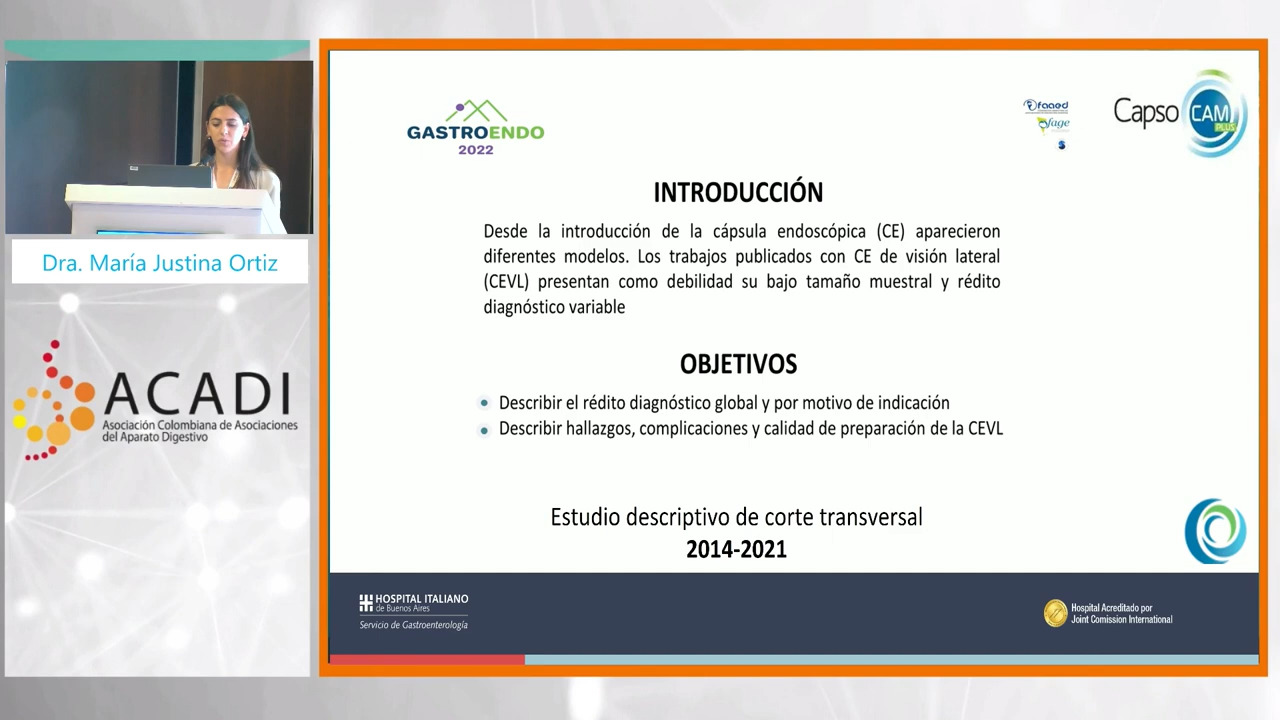 Dra. María Justina Ortiz
ACADI
Asociación Colombiana de Asociaciones
del Aparato Digestivo
GASTROENDO
2022
faaed
fage
Capso
CAM
PLUS
INTRODUCCIÓN
Desde la introducción de la cápsula endoscópica (CE) aparecieron
diferentes modelos. Los trabajos publicados con CE de visión lateral
(CEVL) presentan como debilidad su bajo tamaño muestral y rédito
diagnóstico variable
OBJETIVOS
Describir el rédito diagnóstico global y por motivo de indicación
Describir hallazgos, complicaciones y calidad de preparación de la CEVL
Estudio descriptivo de corte transversal
2014-2021
HOSPITAL ITALIANO
de Buenos Aires
Servicio de Gastroenterología
Hospital Acreditado por
Joint Comission International